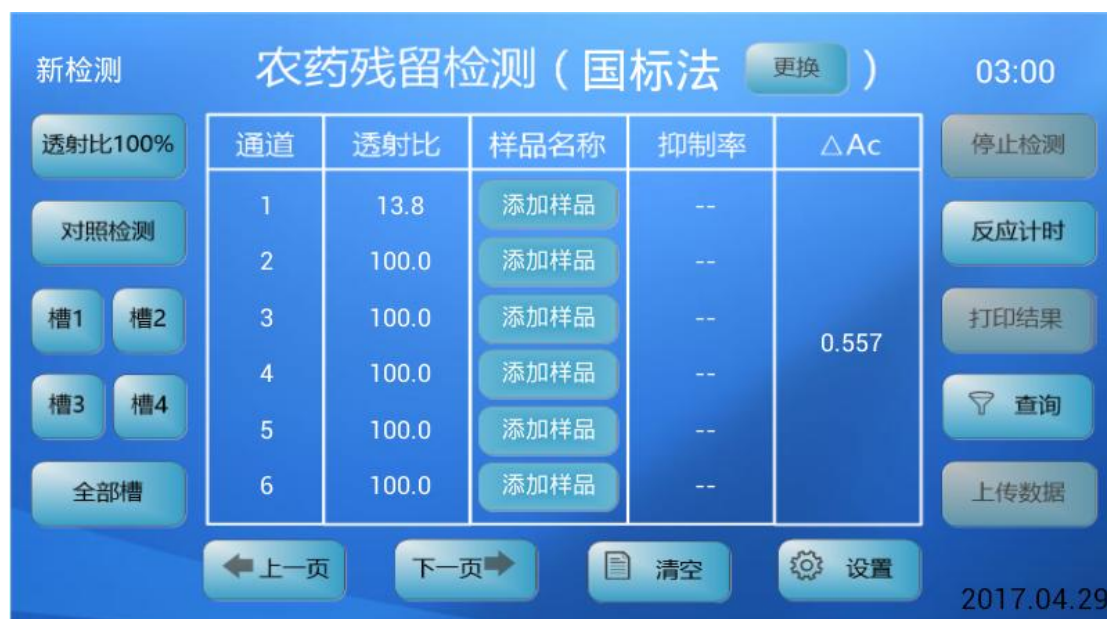 新检测 农药残留检测（国标法 更换 ） 03:00
透射比100% 通道 透射比 样品名称 抑制率 △Ac 停止检测
1 13.8 添加样品 --
对照检测 反应计时
2 100.0 添加样品 --
槽1 槽2 3 100.0 添加样品 -- 打印结果
0.557
4 100.0 添加样品 --
槽3 槽4 查询
5 100.0 添加样品 --
全部槽 6 100.0 添加样品 -- 上传数据
上一页 下一页 清空 设置
2017.04.29